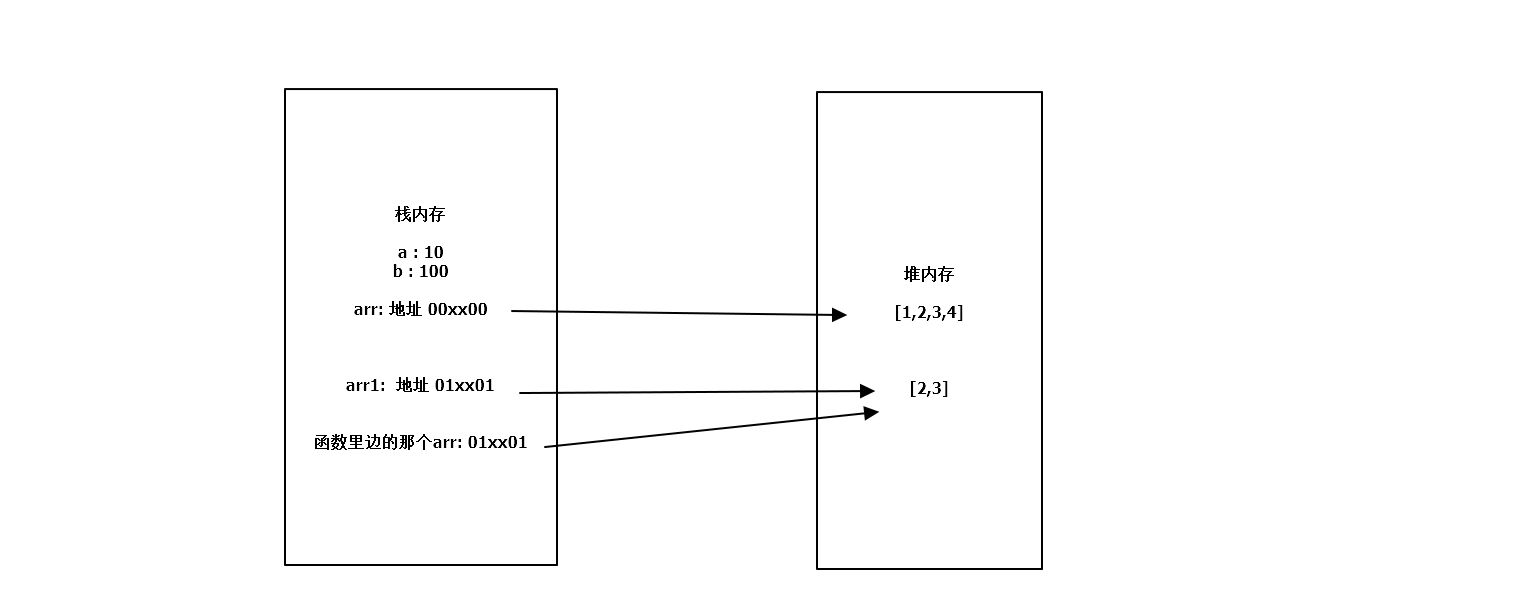 栈内存
a : 10
b : 100
arr: 地址 00xx00
arr1:  地址 01xx01
函数里边的那个arr: 01xx01
堆内存
[1,2,3,4]
[2,3]